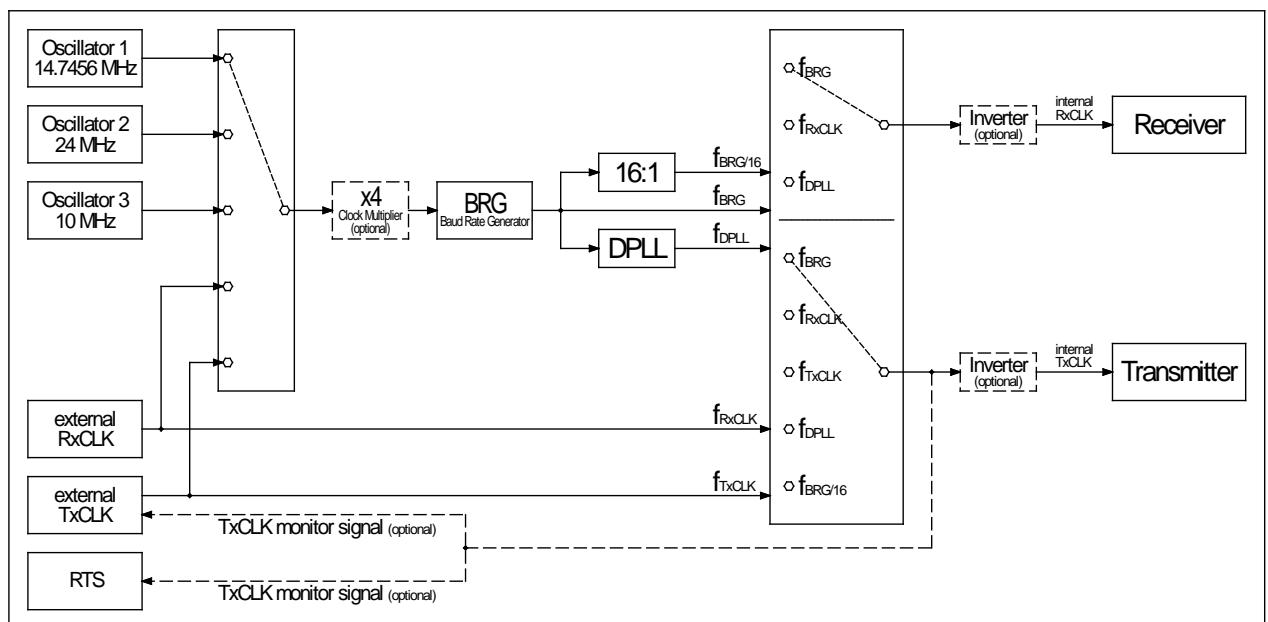 Oscillator 1
14.7456 MHz
Oscillator 2
24 MHz
Oscillator 3
10 MHz
external
RxCLK
external
TxCLK
RTS
x4
Clock Multiplier
(optional)
BRG
Baud Rate Generator
16:1
DPLL
fBRG/16
fBRG
fDPLL
fRxCLK
fTxCLK
TxCLK monitor signal (optional)
TxCLK monitor signal (optional)
fBRG
fRxCLK
fDPLL
fBRG
fRxCLK
fTxCLK
fDPLL
fBRG/16
Inverter
(optional)
internal
RxCLK
Receiver
Inverter
(optional)
internal
TxCLK
Transmitter